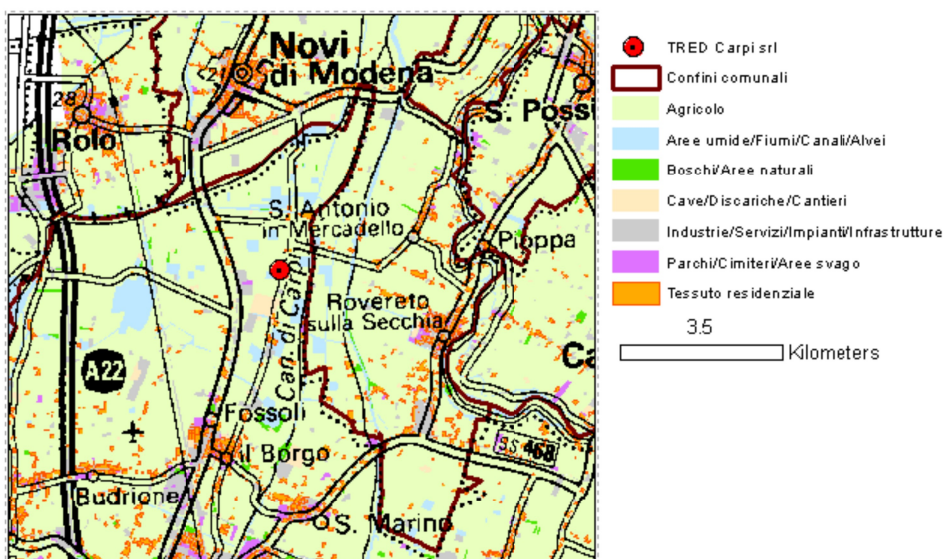 Novi
di Modena
28
Rolo
S. Possi
S. Antonio
in Mercadello
Pioppa
Rovereto
sulla Secchia
Can. di Carpi
Ca
A22
Fossoli
il Borgo
SS 468
Budrione
S. Marino
TRED Carpi srl
Confini comunali
Agricolo
Aree umide/Fiumi/Canali/Alvei
Boschi/Aree naturali
Cave/Discariche/Cantieri
Industrie/Servizi/Impianti/Infrastrutture
Parchi/Cimiteri/Aree svago
Tessuto residenziale
3.5
Kilometers